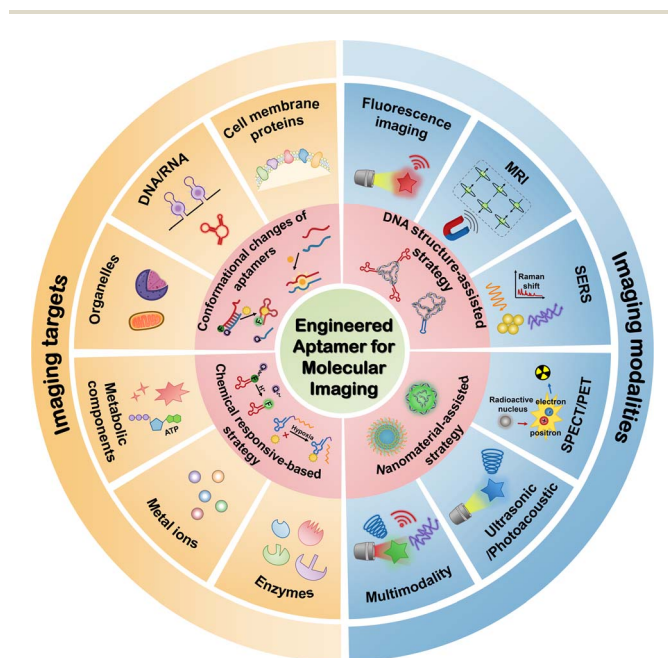 Engineered
Aptamer for
Molecular
Imaging
Conformational changes of
aptamers
F
DNA structure-assisted
strategy
Nanomaterial-assisted
strategy
Chemical responsive-based
strategy
F
F
Hypoxia
Imaging targets
Cell membrane
proteins
DNA/RNA
Organelles
Metabolic
components
ATP
Metal ions
Enzymes
Imaging modalities
Fluorescence
imaging
MRI
SERS
Raman
shift
SPECT/PET
Radioactive
nucleus
electron
positron
Ultrasonic
/Photoacoustic
Multimodality